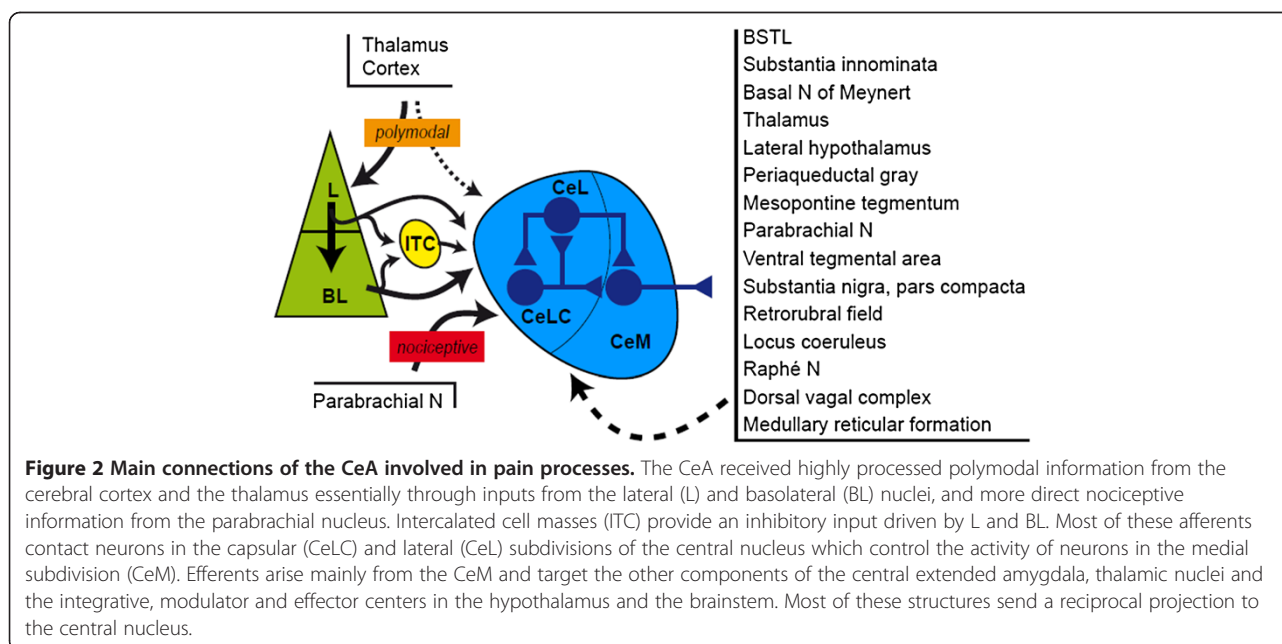 Thalamus
Cortex
polymodal
L
BL
ITC
CeL
CeLC
CeM
nociceptive
Parabrachial N
BSTL
Substantia innominata
Basal N of Meynert
Thalamus
Lateral hypothalamus
Periaqueductal gray
Mesopontine tegmentum
Parabrachial N
Ventral tegmental area
Substantia nigra, pars compacta
Retrorubral field
Locus coeruleus
Raphé N
Dorsal vagal complex
Medullary reticular formation
Figure 2 Main connections of the CeA involved in pain processes. The CeA received highly processed polymodal information from the
cerebral cortex and the thalamus essentially through inputs from the lateral (L) and basolateral (BL) nuclei, and more direct nociceptive
information from the parabrachial nucleus. Intercalated cell masses (ITC) provide an inhibitory input driven by L and BL. Most of these afferents
contact neurons in the capsular (CeLC) and lateral (CeL) subdivisions of the central nucleus which control the activity of neurons in the medial
subdivision (CeM). Efferents arise mainly from the CeM and target the other components of the central extended amygdala, thalamic nuclei and
the integrative, modulator and effector centers in the hypothalamus and the brainstem. Most of these structures send a reciprocal projection to
the central nucleus.